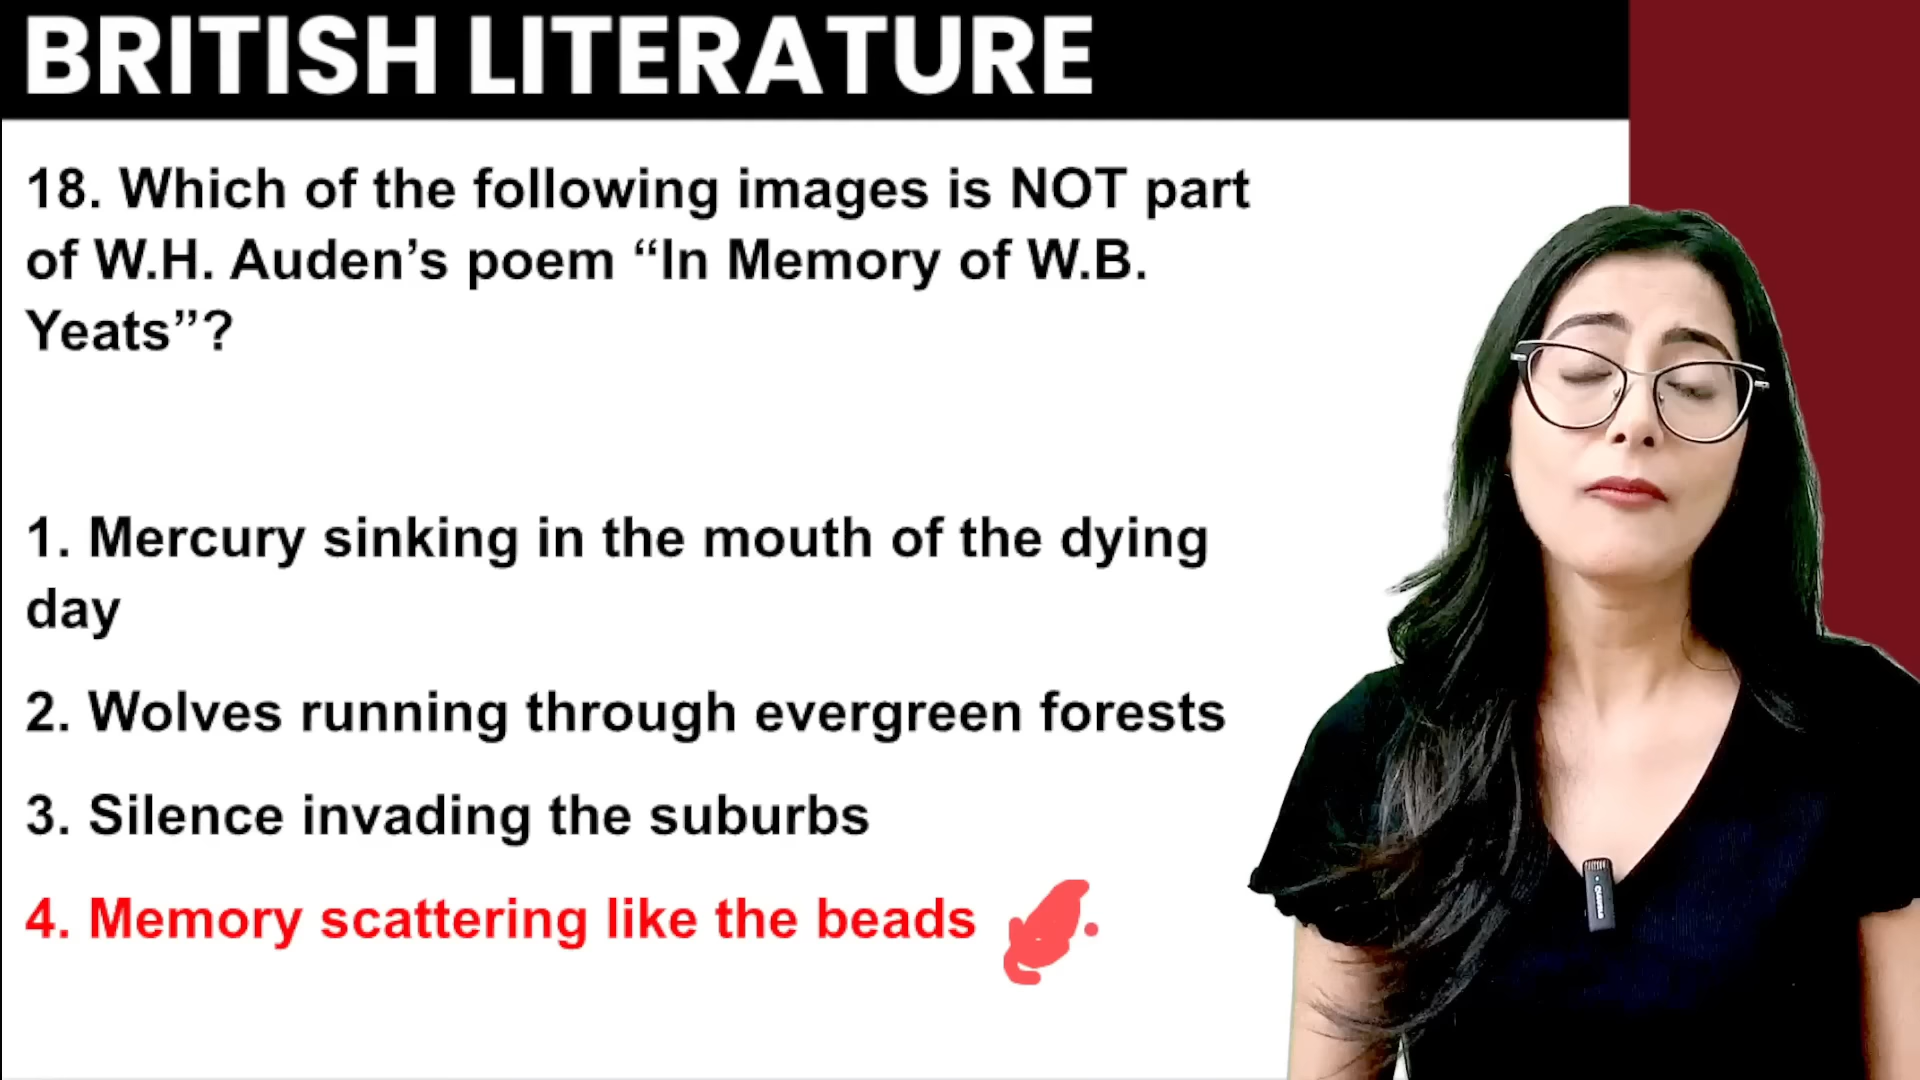 BRITISH LITERATURE
18. Which of the following images is NOT part
of W.H. Auden’s poem “In Memory of W.B.
Yeats”?
1. Mercury sinking in the mouth of the dying
day
2. Wolves running through evergreen forests
3. Silence invading the suburbs
4. Memory scattering like the beads